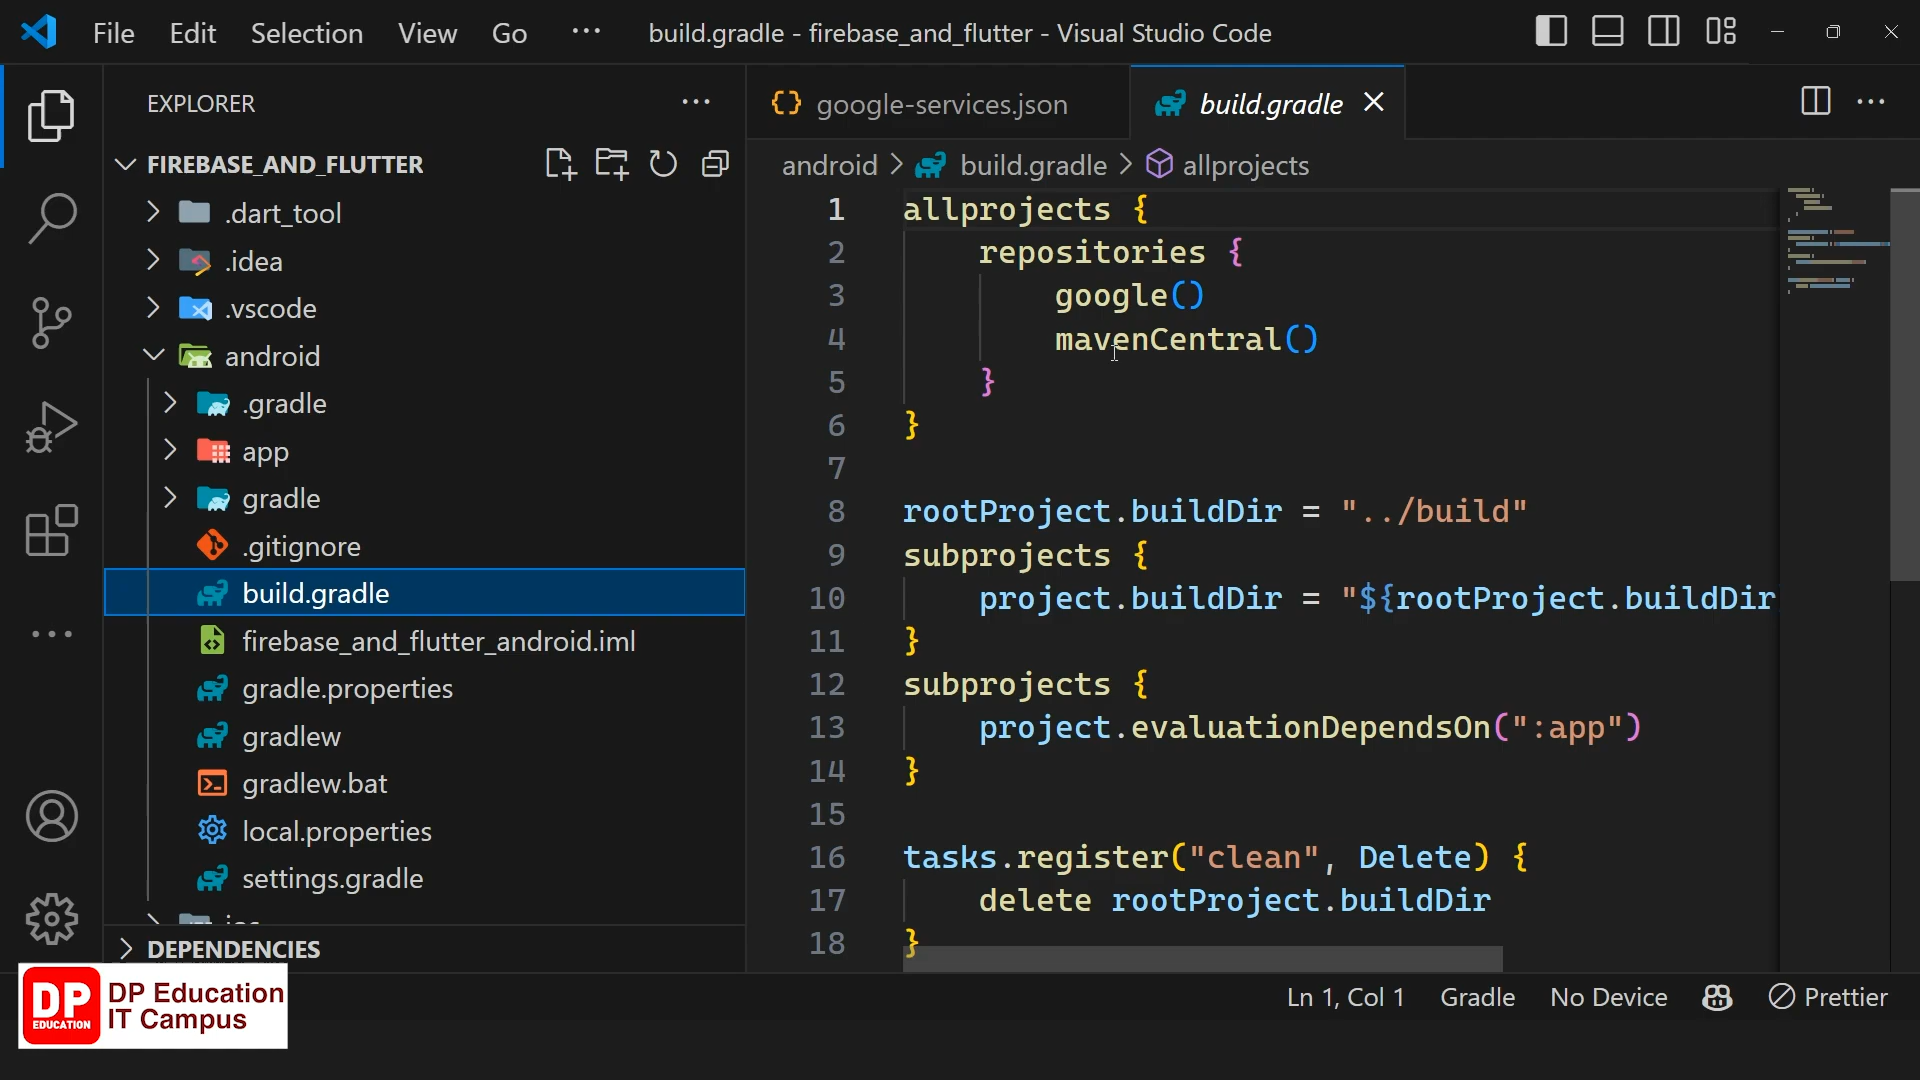 File Edit Selection View Go ··· build.gradle - firebase_and_flutter - Visual Studio Code
EXPLORER
FIREBASE_AND_FLUTTER
.dart_tool
.idea
.vscode
android
.gradle
app
gradle
.gitignore
build.gradle
firebase_and_flutter_android.iml
gradle.properties
gradlew
gradlew.bat
local.properties
settings.gradle
DEPENDENCIES
google-services.json build.gradle
android > build.gradle > allprojects
1 allprojects {
2 repositories {
3 google()
4 mavenCentral()
5 }
6 }
7
8 rootProject.buildDir = "../build"
9 subprojects {
10 project.buildDir = "${rootProject.buildDir
11 }
12 subprojects {
13 project.evaluationDependsOn(":app")
14 }
15
16 tasks.register("clean", Delete) {
17 delete rootProject.buildDir
18 }
Ln 1, Col 1 Gradle No Device Prettier
DP EDUCATION
DP Education
IT Campus